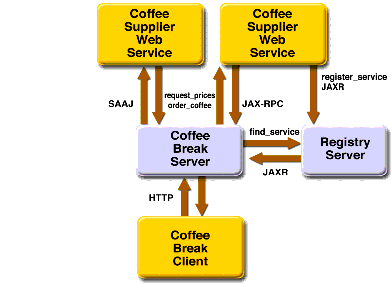 Coffee
Supplier
Web
Service
Coffee
Supplier
Web
Service
SAAJ
request_prices
order_coffee
JAX-RPC
register_service
JAXR
Coffee
Break
Server
find_service
JAXR
Registry
Server
HTTP
Coffee
Break
Client